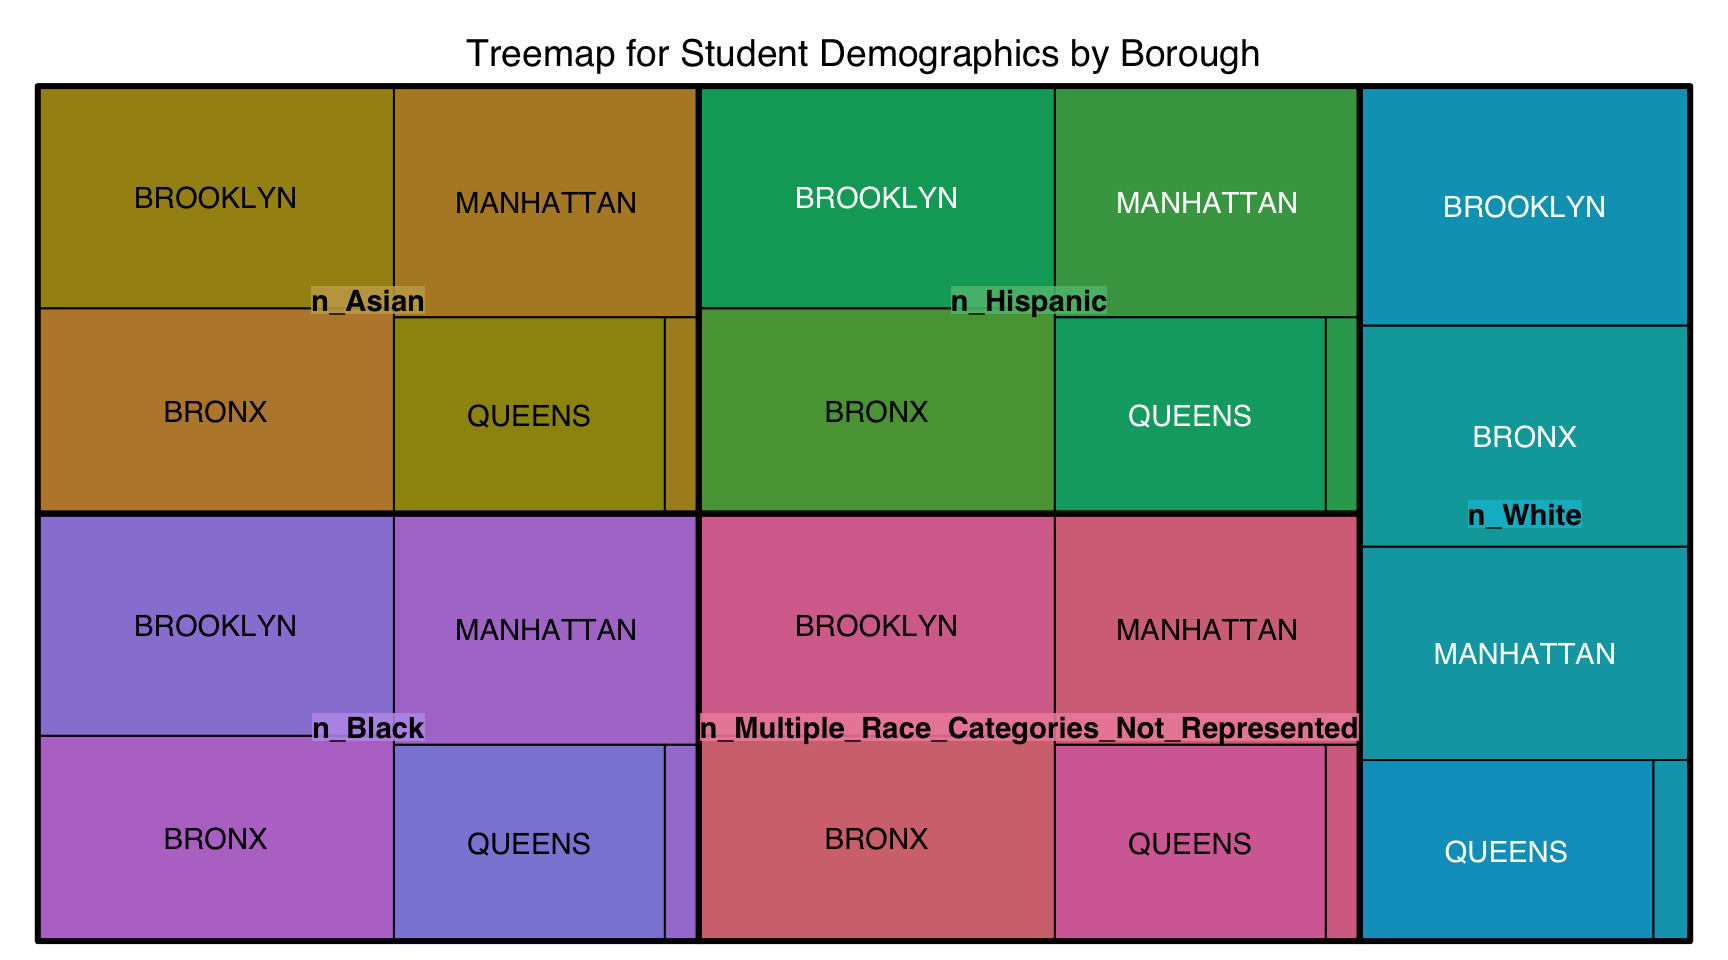 Treemap for Student Demographics by Borough
BROOKLYN
MANHATTAN
n_Asian
BRONX
QUEENS
BROOKLYN
MANHATTAN
n_Hispanic
BRONX
QUEENS
BROOKLYN
MANHATTAN
n_Black
BRONX
QUEENS
BROOKLYN
MANHATTAN
n_Multiple_Race_Categories_Not_Represented
BRONX
QUEENS
BROOKLYN
BRONX
n_White
MANHATTAN
QUEENS